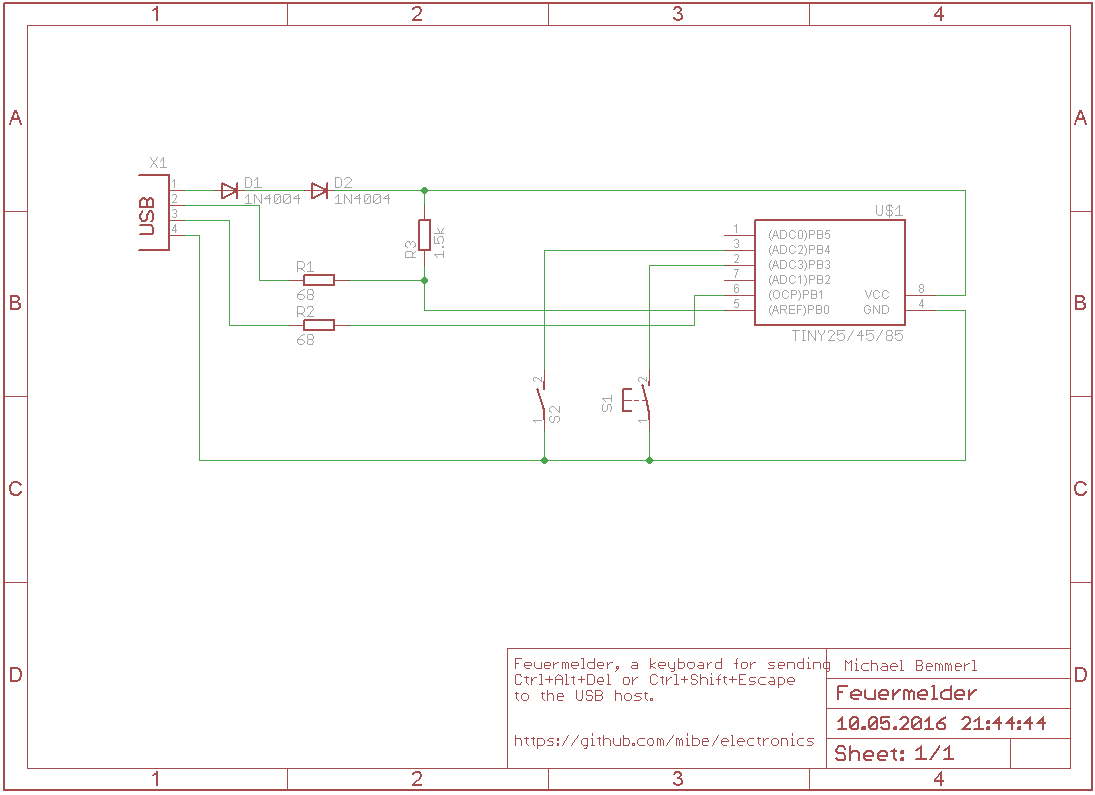 1 2 3 4
A A
X1
D1 D2
1N4004 1N4004
1
2
3
4
USB
U$1
R3
1.5k
1 (ADC0)PB5
3 (ADC2)PB4
2 (ADC3)PB3
7 (ADC1)PB2
6 (OCP)PB1 VCC 8
5 (AREF)PB0 GND 4
TINY25/45/85
R1
68
R2
68
B B
2
1
S2
S1
2
1
C C
D D
Feuermelder, a keyboard for sending
Ctrl+Alt+Del or Ctrl+Shift+Escape
to the USB host.
https://github.com/mibe/electronics
Michael Bemmerl
Feuermelder
10.05.2016 21:44:44
Sheet: 1/1
1 2 3 4